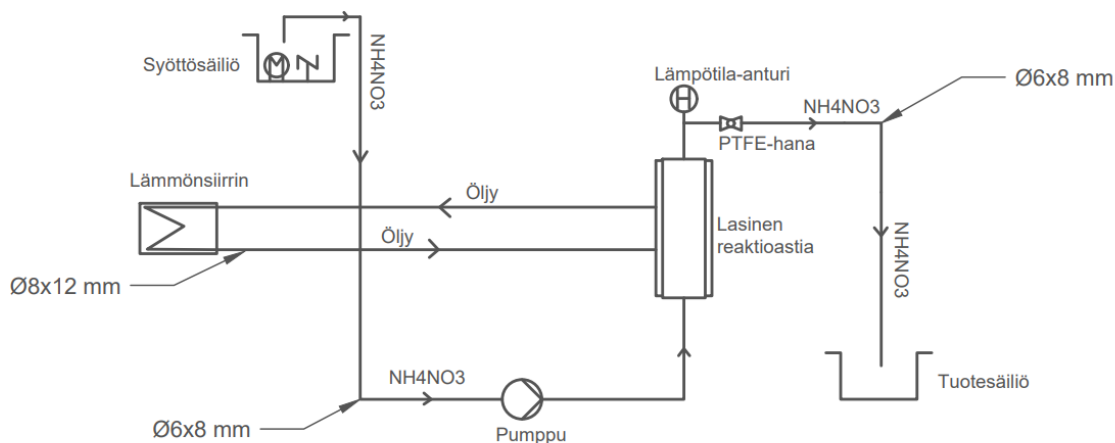 Syöttösäiliö
M
NH4NO3
Lämpötila-anturi
H
NH4NO3
Ø6x8 mm
PTFE-hana
Lämmönsiirrin
Öljy
Öljy
Lasinen
reaktioastia
NH4NO3
Ø8x12 mm
NH4NO3
Tuotesäiliö
Ø6x8 mm
Pumppu